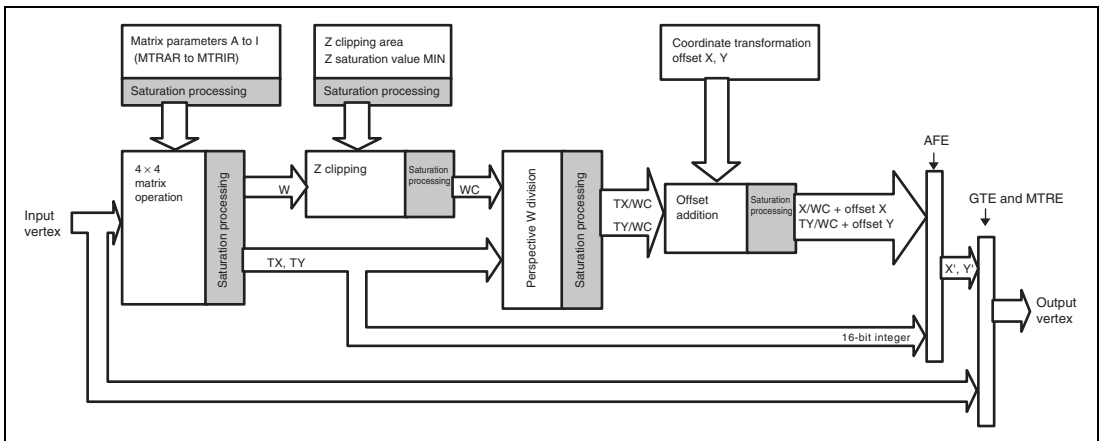 Matrix parameters A to I
(MTRAR to MTRIR)
Saturation processing
Z clipping area
Z saturation value MIN
Saturation processing
Coordinate transformation
offset X, Y
AFE
GTE and MTRE
Input
vertex
4 × 4
matrix
operation
Saturation processing
W
Z clipping
Saturation
processing
WC
Perspective W division
Saturation processing
TX/WC
TY/WC
Offset
addition
Saturation
processing
X/WC + offset X
TY/WC + offset Y
TX, TY
X', Y'
Output
vertex
16-bit integer